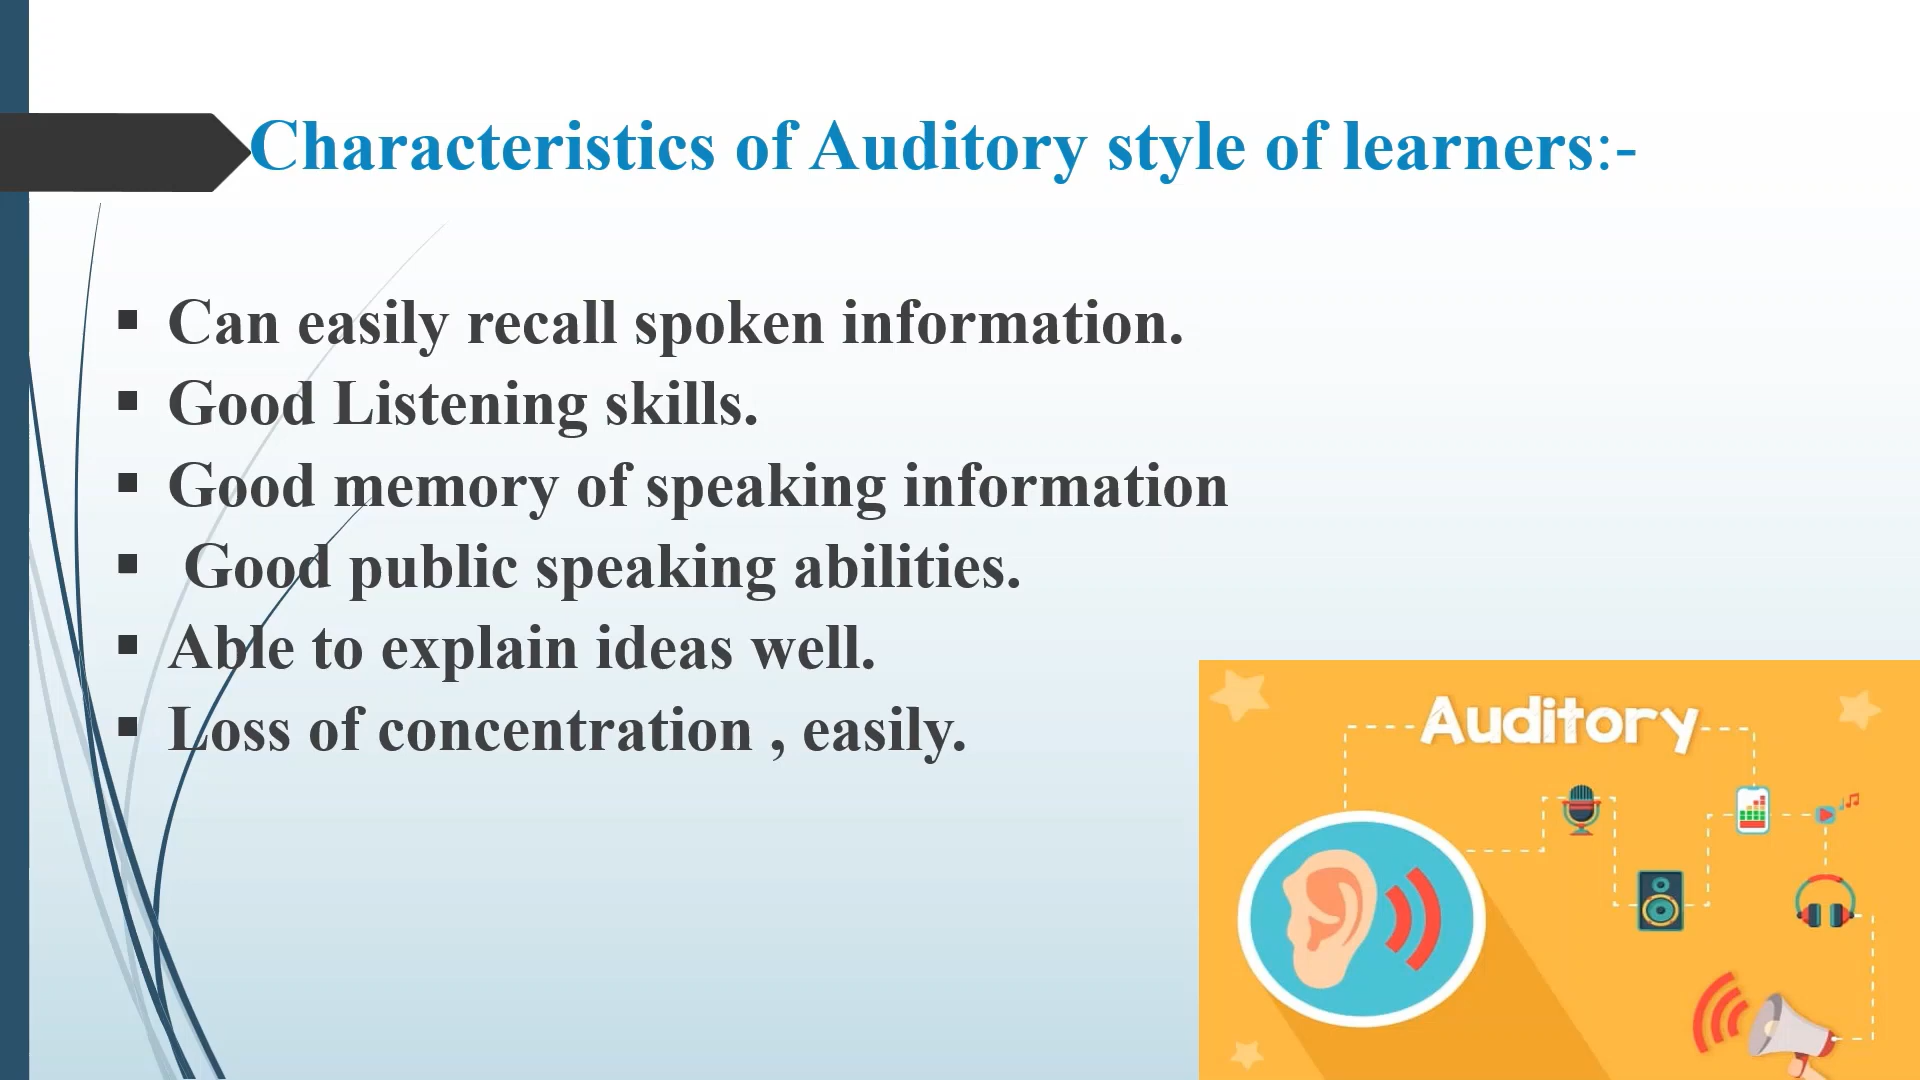 Characteristics of Auditory style of learners:-
▪ Can easily recall spoken information.
▪ Good Listening skills.
▪ Good memory of speaking information
▪ Good public speaking abilities.
▪ Able to explain ideas well.
▪ Loss of concentration , easily.
Auditory